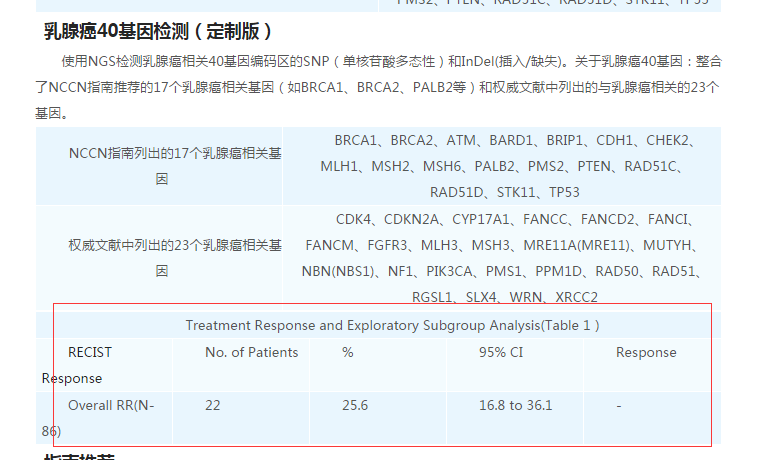 PMS2、PTEN、RAD51C、RAD51D、STK11、TP53
乳腺癌40基因检测（定制版）
使用NGS检测乳腺癌相关40基因编码区的SNP（单核苷酸多态性）和InDel(插入/缺失)。关于乳腺癌40基因：整合
了NCCN指南推荐的17个乳腺癌相关基因（如BRCA1、BRCA2、PALB2等）和权威文献中列出的与乳腺癌相关的23个
基因。
NCCN指南列出的17个乳腺癌相关基
因
BRCA1、BRCA2、ATM、BARD1、BRIP1、CDH1、CHEK2、
MLH1、MSH2、MSH6、PALB2、PMS2、PTEN、RAD51C、
RAD51D、STK11、TP53
权威文献中列出的23个乳腺癌相关基
因
CDK4、CDKN2A、CYP17A1、FANCC、FANCD2、FANCI、
FANCM、FGFR3、MLH3、MSH3、MRE11A(MRE11)、MUTYH、
NBN(NBS1)、NF1、PIK3CA、PMS1、PPM1D、RAD50、RAD51、
RGSL1、SLX4、WRN、XRCC2
Treatment Response and Exploratory Subgroup Analysis(Table 1 )
RECIST
Response
No. of Patients
%
95% CI
Response
Overall RR(N-
86)
22
25.6
16.8 to 36.1
-
指南推荐